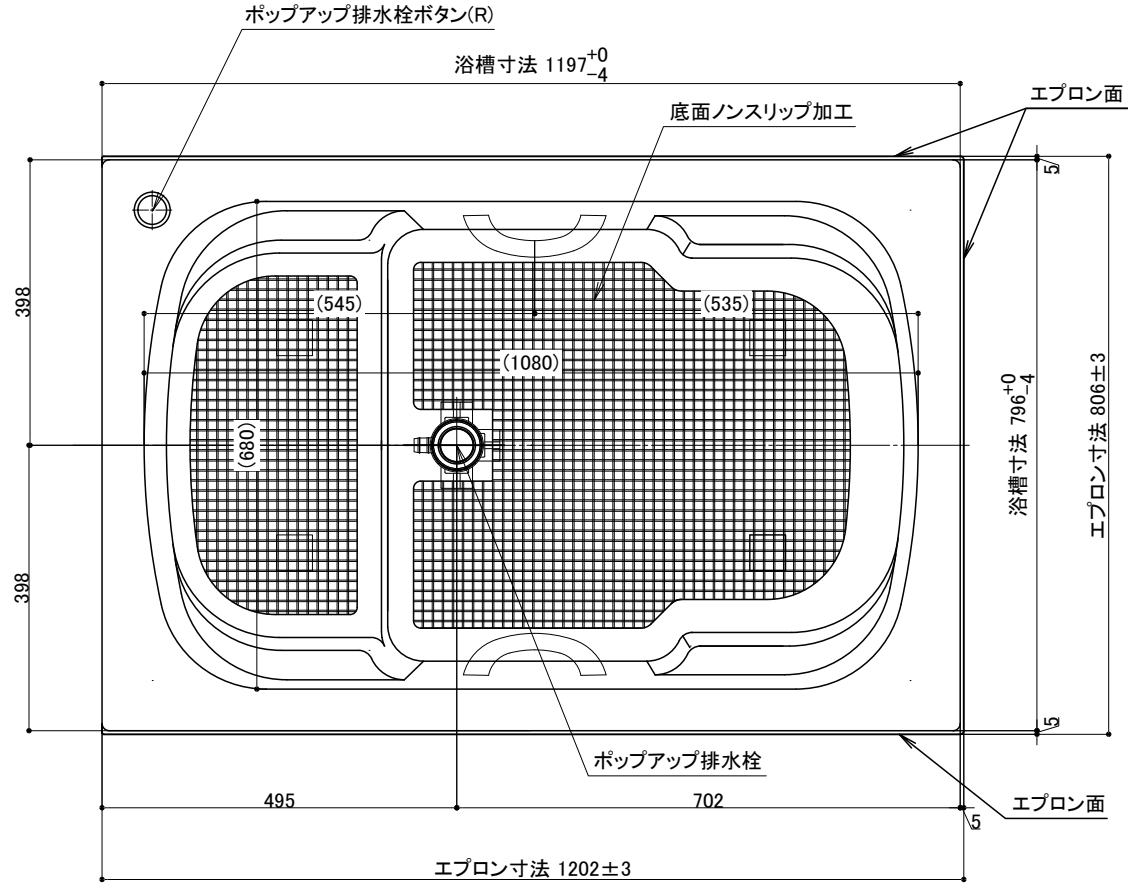 ポップアップ排水栓ボタン(R)
浴槽寸法 1197+0-4
エプロン面
底面ノンスリップ加工
5
398
(545)
(535)
(1080)
(680)
浴槽寸法 796+0-4
エプロン寸法 806±3
398
5
ポップアップ排水栓
495
702
エプロン面
5
エプロン寸法 1202±3